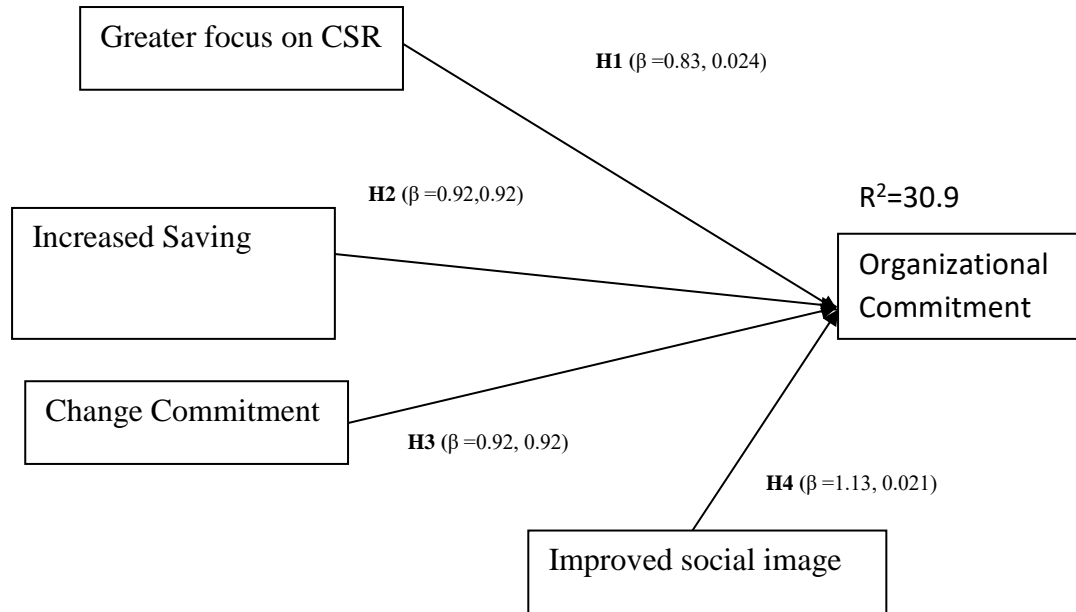 Greater focus on CSR
H1 (β =0.83, 0.024)
H2 (β =0.92,0.92)
R²=30.9
Increased Saving
Organizational
Commitment
Change Commitment
H3 (β =0.92, 0.92)
H4 (β =1.13, 0.021)
Improved social image